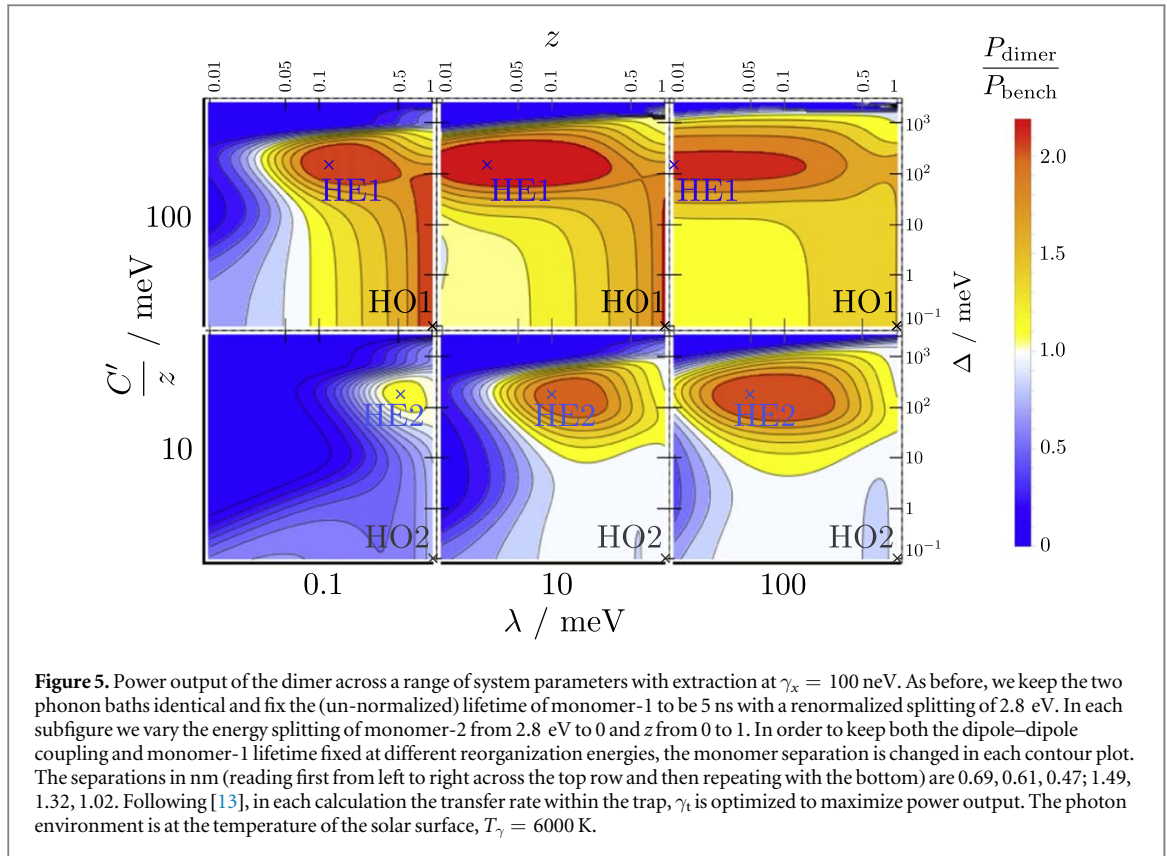 z
0.01 0.05 0.1 0.5 1 0.01 0.05 0.1 0.5 1 0.01 0.05 0.1 0.5 1
P_dimer
P_bench
HE1 HE1 HE1
HO1 HO1 HO1
10³
10²
10
1
10⁻¹
100
C′/z / meV
Δ / meV
2.0
1.5
1.0
0.5
0
HE2 HE2 HE2
HO2 HO2 HO2
10³
10²
10
1
10⁻¹
10
0.1 10 100
λ / meV
Figure 5. Power output of the dimer across a range of system parameters with extraction at γₓ = 100 neV. As before, we keep the two
phonon baths identical and fix the (un-normalized) lifetime of monomer-1 to be 5 ns with a renormalized splitting of 2.8 eV. In each
subfigure we vary the energy splitting of monomer-2 from 2.8 eV to 0 and z from 0 to 1. In order to keep both the dipole–dipole
coupling and monomer-1 lifetime fixed at different reorganization energies, the monomer separation is changed in each contour plot.
The separations in nm (reading first from left to right across the top row and then repeating with the bottom) are 0.69, 0.61, 0.47; 1.49,
1.32, 1.02. Following [13], in each calculation the transfer rate within the trap, γₜ is optimized to maximize power output. The photon
environment is at the temperature of the solar surface, T_γ = 6000 K.